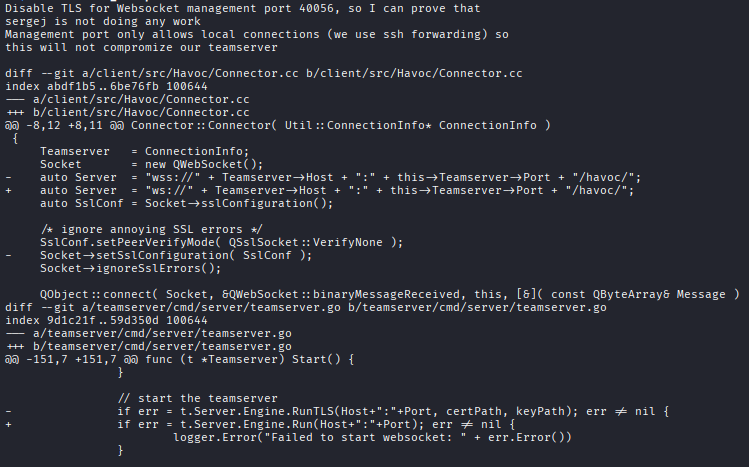 Disable TLS for Websocket management port 40056, so I can prove that
sergej is not doing any work
Management port only allows local connections (we use ssh forwarding) so
this will not compromize our teamserver
diff --git a/client/src/Havoc/Connector.cc b/client/src/Havoc/Connector.cc
index abdf1b5..6be76fb 100644
--- a/client/src/Havoc/Connector.cc
+++ b/client/src/Havoc/Connector.cc
@@ -8,12 +8,11 @@ Connector::Connector( Util::ConnectionInfo* ConnectionInfo )
 {
     Teamserver   = ConnectionInfo;
     Socket       = new QWebSocket();
-    auto Server  = "wss://" + Teamserver->Host + ":" + this->Teamserver->Port + "/havoc/";
+    auto Server  = "ws://" + Teamserver->Host + ":" + this->Teamserver->Port + "/havoc/";
     auto SslConf = Socket->sslConfiguration();
     /* ignore annoying SSL errors */
     SslConf.setPeerVerifyMode( QSslSocket::VerifyNone );
-    Socket->setSslConfiguration( SslConf );
     Socket->ignoreSslErrors();
     QObject::connect( Socket, &QWebSocket::binaryMessageReceived, this, [&]( const QByteArray& Message )
diff --git a/teamserver/cmd/server/teamserver.go b/teamserver/cmd/server/teamserver.go
index 9d1c21f..59d350d 100644
--- a/teamserver/cmd/server/teamserver.go
+++ b/teamserver/cmd/server/teamserver.go
@@ -151,7 +151,7 @@ func (t *Teamserver) Start() {
                }
                // start the teamserver
-               if err = t.Server.Engine.RunTLS(Host+":"+Port, certPath, keyPath); err != nil {
+               if err = t.Server.Engine.Run(Host+":"+Port); err != nil {
                        logger.Error("Failed to start websocket: " + err.Error())
                }